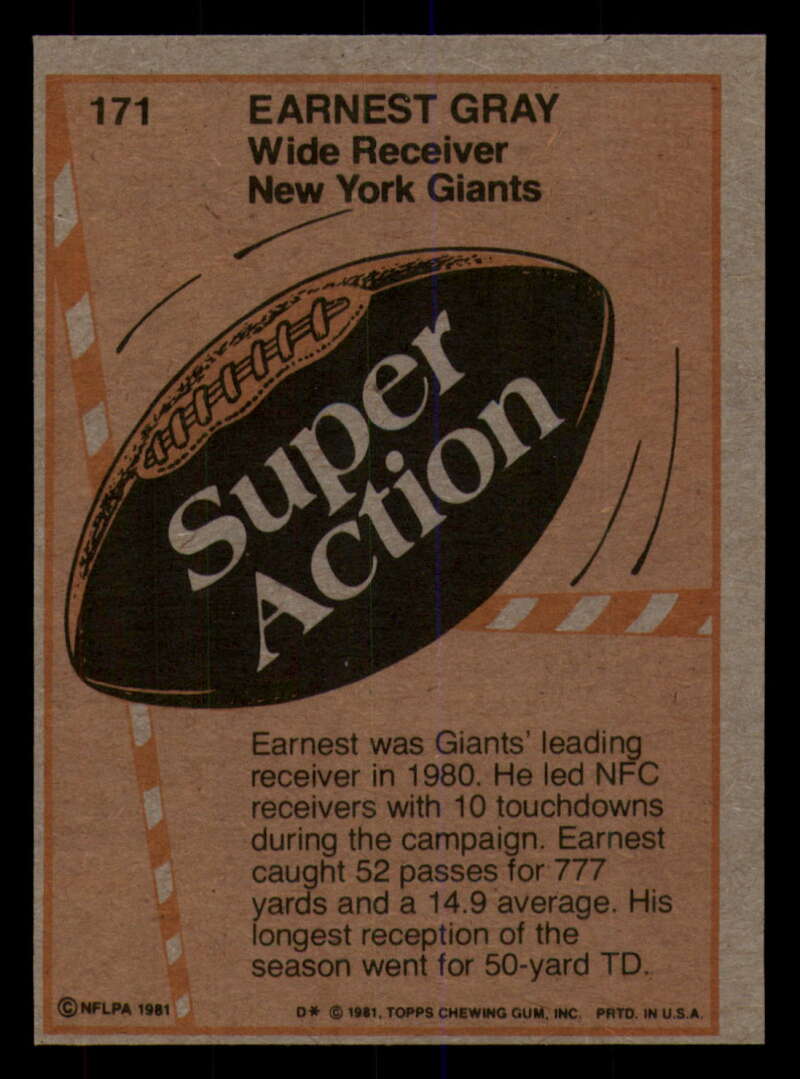 171
EARNEST GRAY
Wide Receiver
New York Giants
Super
Action
Earnest was Giants' leading
receiver in 1980. He led NFC
receivers with 10 touchdowns
during the campaign. Earnest
caught 52 passes for 777
yards and a 14.9 average. His
longest reception of the
season went for 50-yard TD.
© NFLPA 1981
D* © 1981, TOPPS CHEWING GUM, INC. PRTD. IN U.S.A.